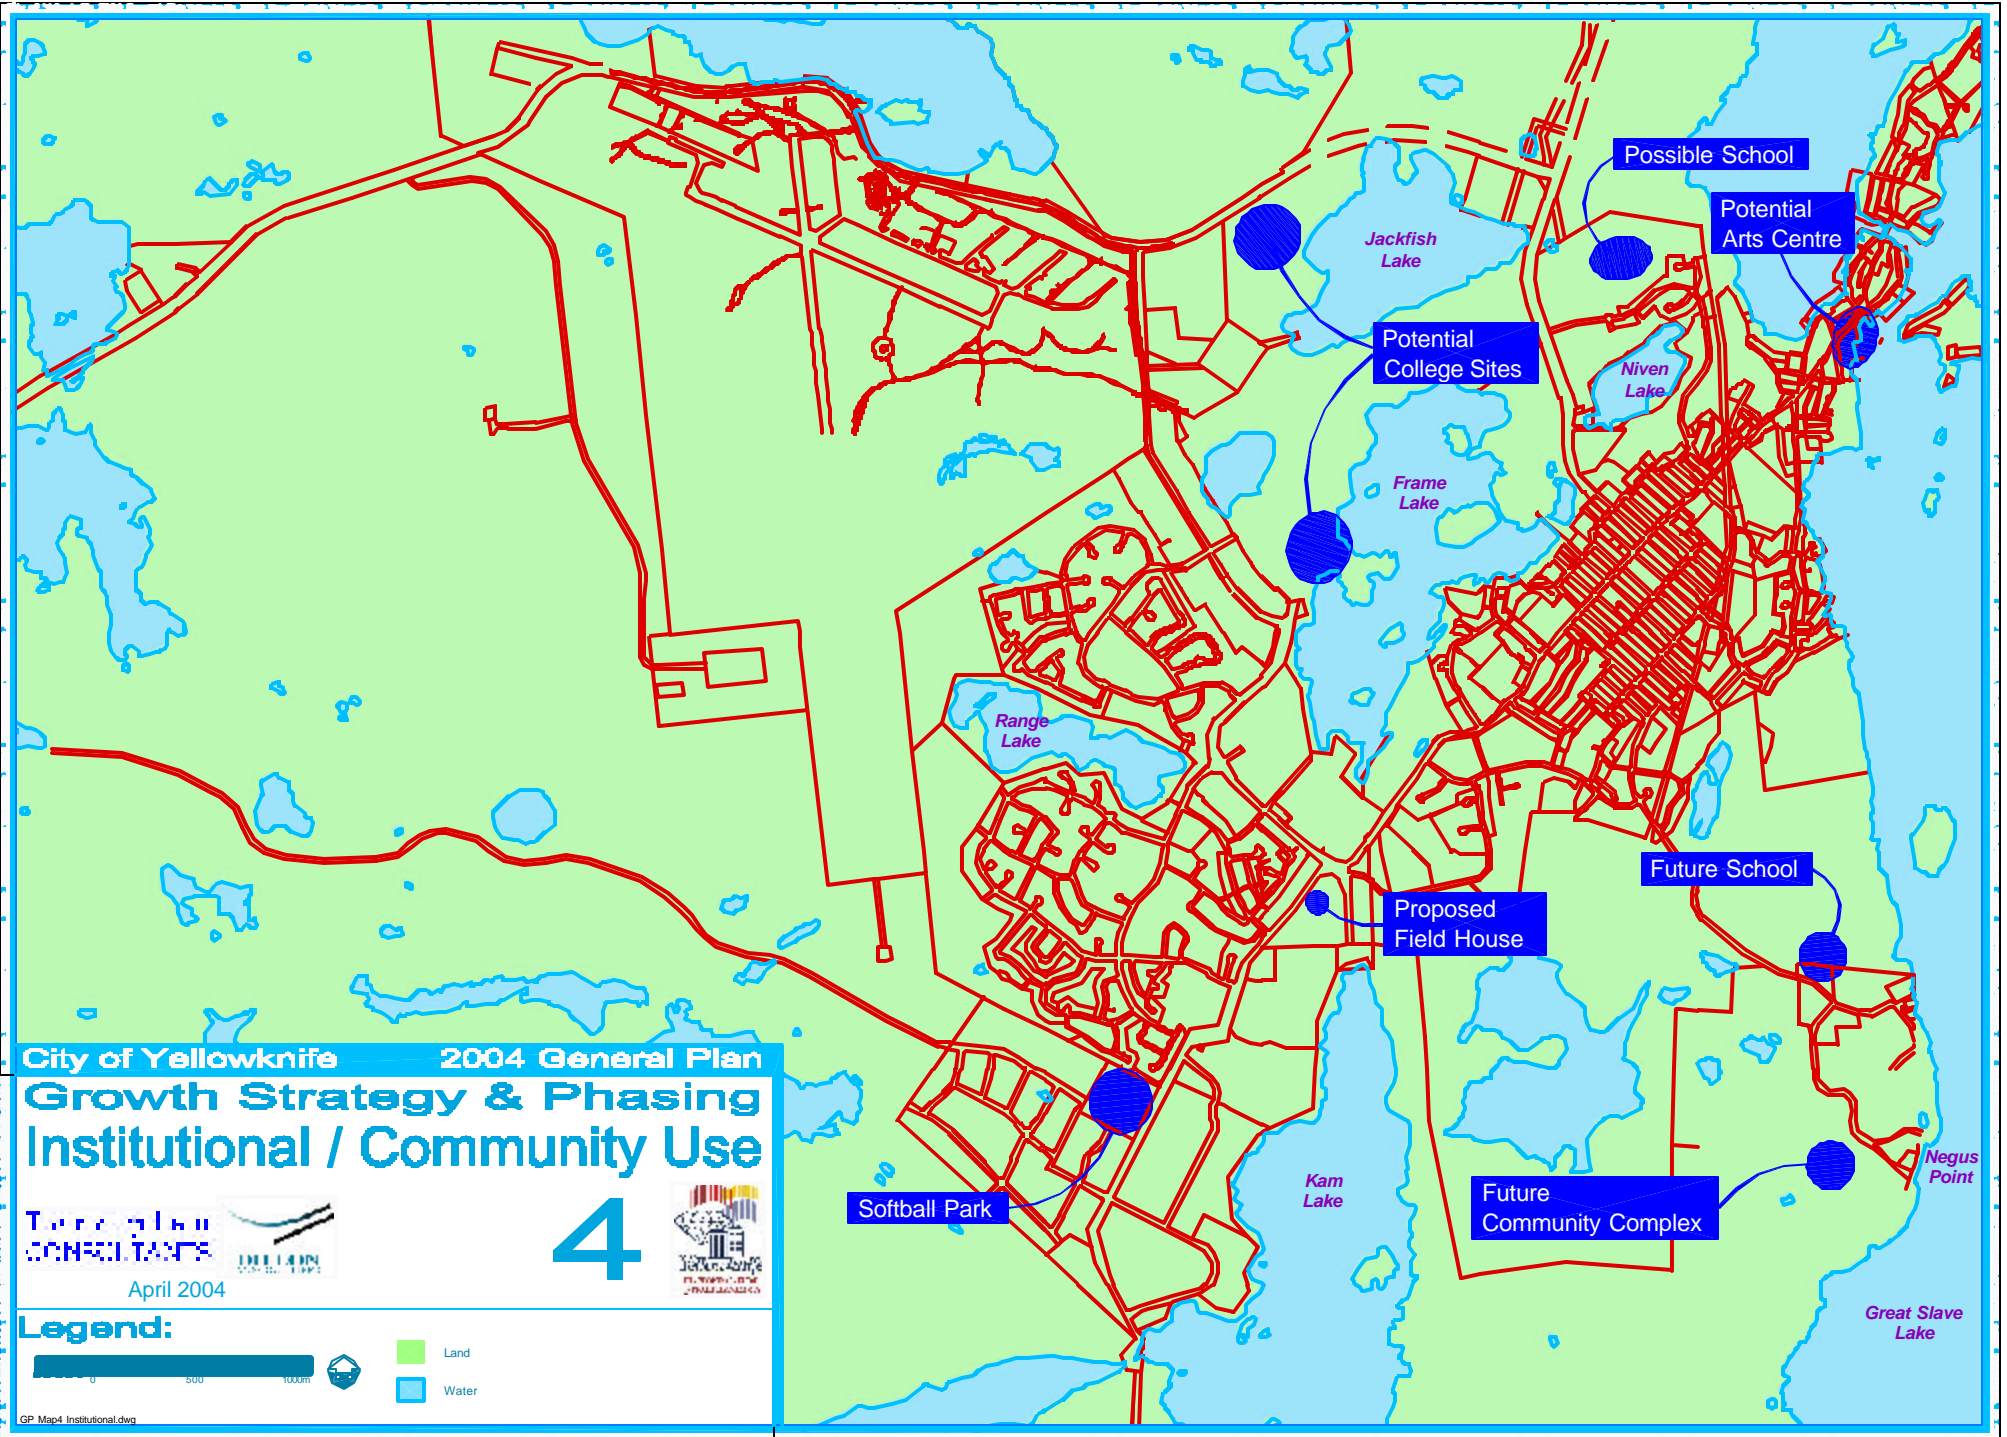 Possible School
Potential
Arts Centre
Jackfish
Lake
Potential
College Sites
Niven
Lake
Frame
Lake
Range
Lake
Future School
Proposed
Field House
Softball Park
Kam
Lake
Future
Community Complex
Negus
Point
Great Slave
Lake
City of Yellowknife 2004 General Plan
Growth Strategy & Phasing
Institutional / Community Use
CONSULTANTS
DILLON
4
April 2004
Legend:
0 500 1000m
Land
Water
GP Map4 Institutional.dwg